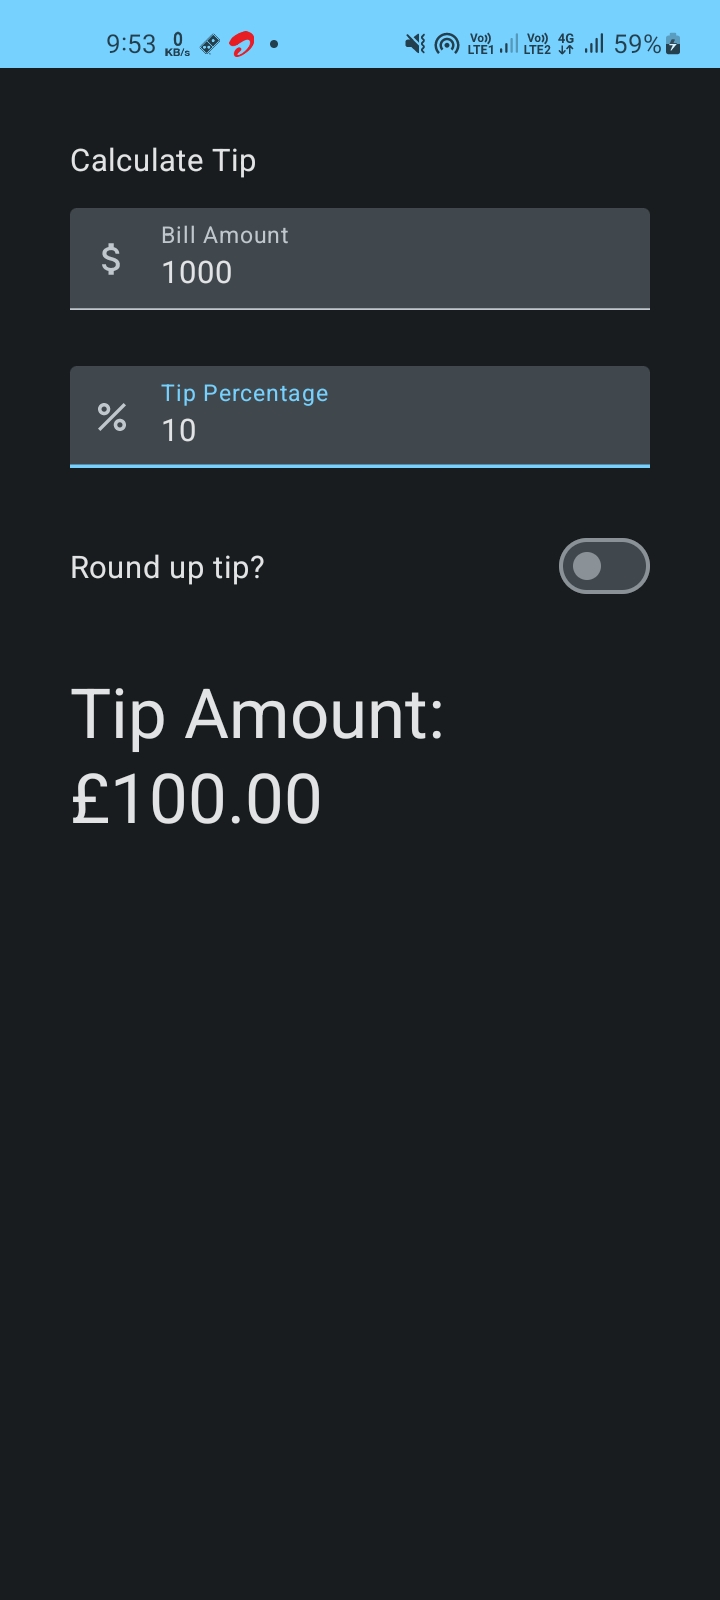 9:53 0 KB/s Vo)) LTE1 Vo)) LTE2 4G 59%
Calculate Tip
$ Bill Amount
1000
% Tip Percentage
10
Round up tip?
Tip Amount:
£100.00